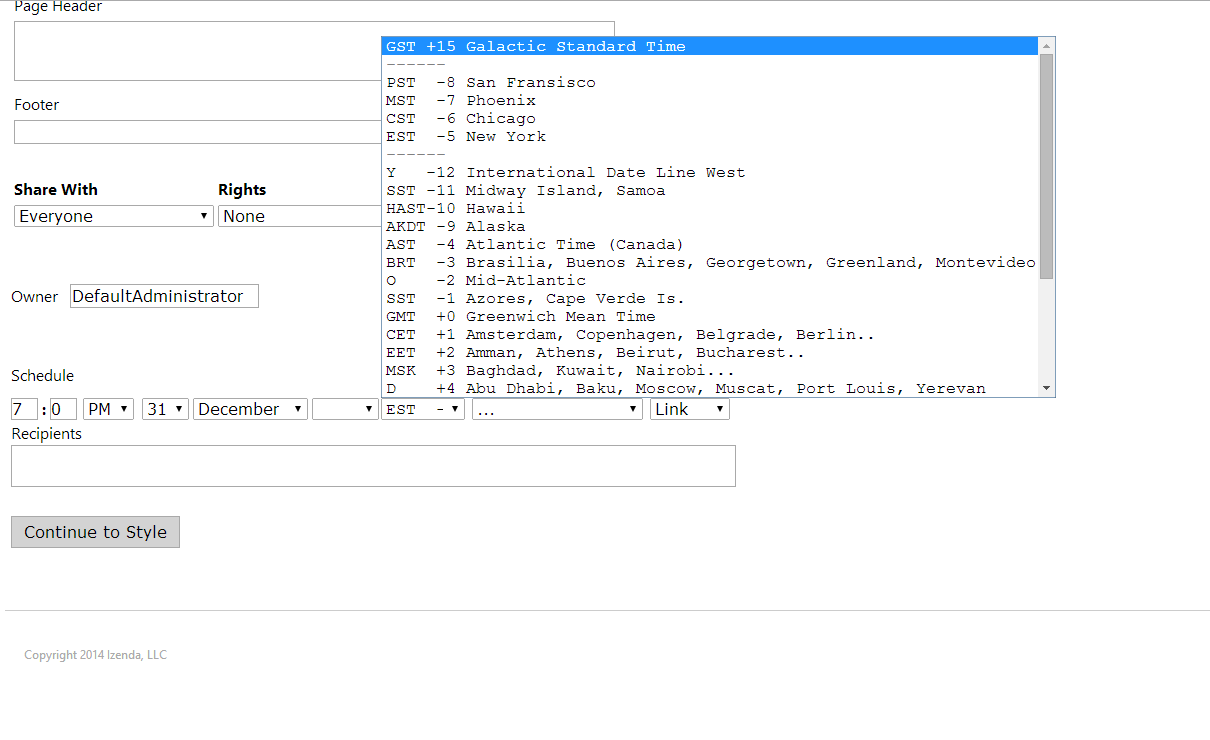 Page Header
GST +15 Galactic Standard Time
------
PST  -8 San Fransisco
MST  -7 Phoenix
CST  -6 Chicago
EST  -5 New York
------
Y   -12 International Date Line West
SST -11 Midway Island, Samoa
HAST-10 Hawaii
AKDT -9 Alaska
AST  -4 Atlantic Time (Canada)
BRT  -3 Brasilia, Buenos Aires, Georgetown, Greenland, Montevideo
O    -2 Mid-Atlantic
SST  -1 Azores, Cape Verde Is.
GMT  +0 Greenwich Mean Time
CET  +1 Amsterdam, Copenhagen, Belgrade, Berlin..
EET  +2 Amman, Athens, Beirut, Bucharest..
MSK  +3 Baghdad, Kuwait, Nairobi...
D    +4 Abu Dhabi, Baku, Moscow, Muscat, Port Louis, Yerevan
Footer
Share With Rights
Everyone None
Owner DefaultAdministrator
Schedule
7 : 0 PM 31 December EST - ... Link
Recipients
Continue to Style
Copyright 2014 Izenda, LLC